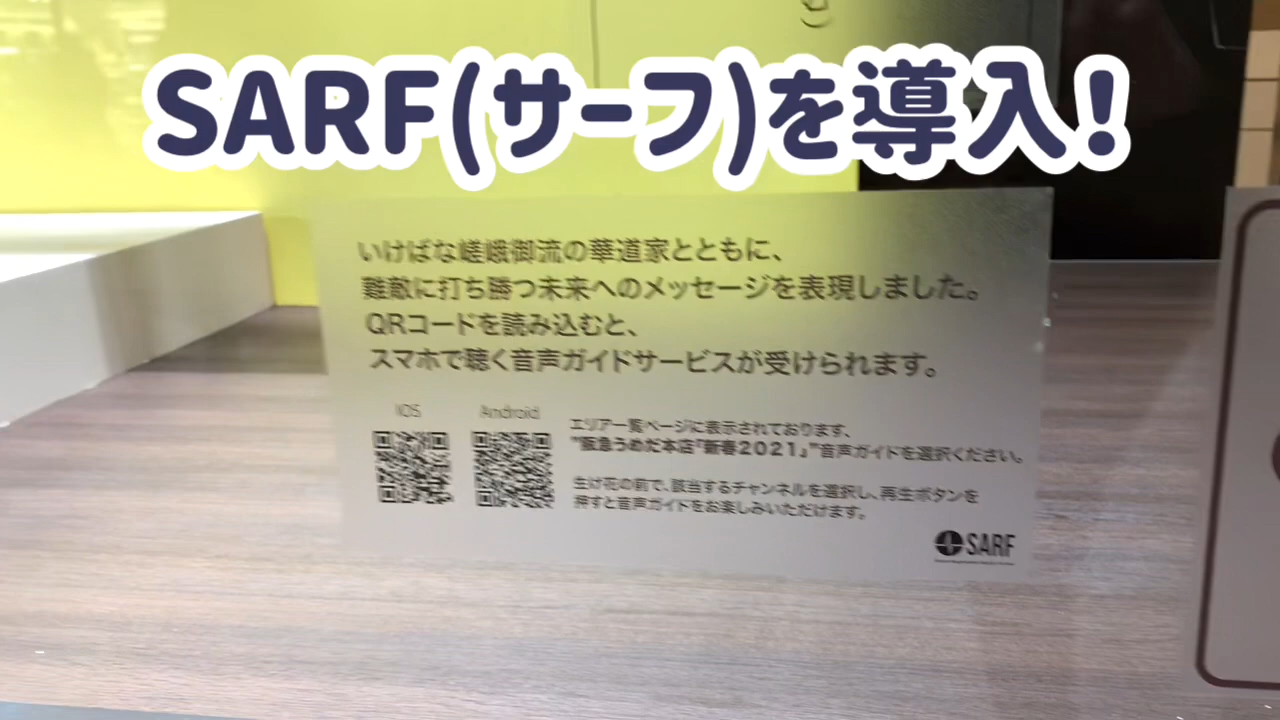 SARF(サーフ)を導入!
いけばな嵯峨御流の華道家とともに、
難敵に打ち勝つ未来へのメッセージを表現しました。
QRコードを読み込むと、
スマホで聴く音声ガイドサービスが受けられます。
iOS
Android
エリア一覧ページに表示されております、
"阪急うめだ本店「新春2021」"音声ガイドを選択ください。
生け花の前で、該当するチャンネルを選択し、再生ボタンを
押すと音声ガイドをお楽しみいただけます。
SARF